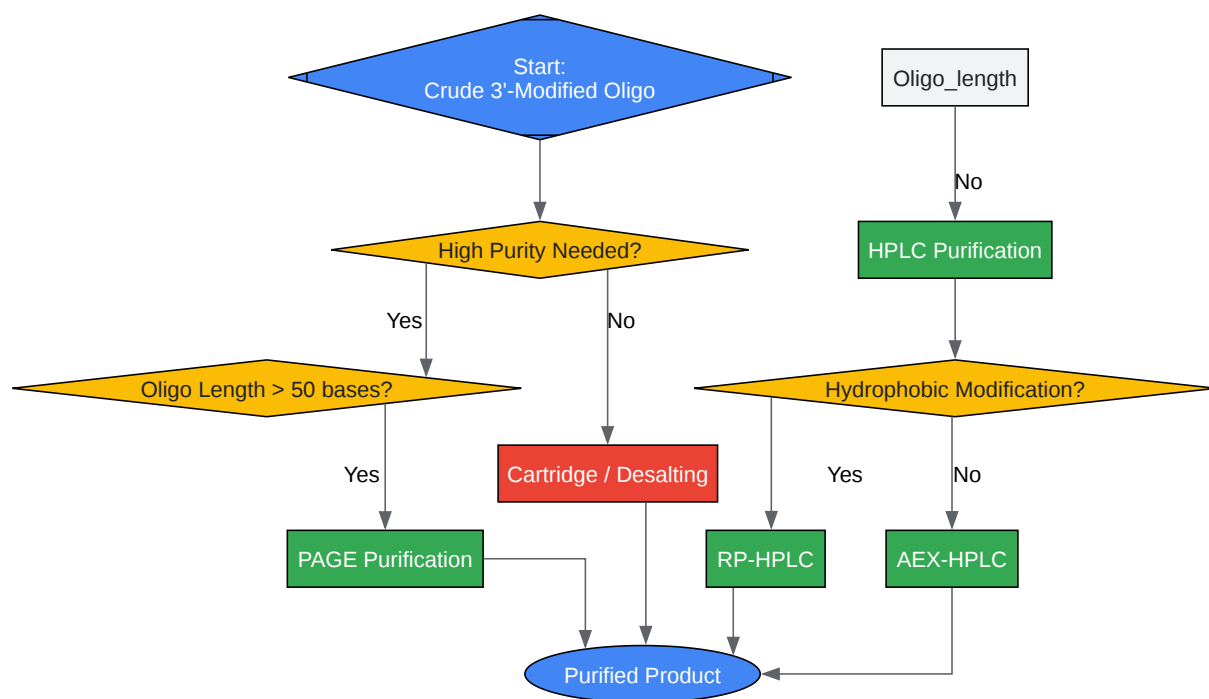 Start:
Crude 3'-Modified Oligo
Oligo_length
No
High Purity Needed?
HPLC Purification
Yes
No
Oligo Length > 50 bases?
Hydrophobic Modification?
Yes
Cartridge / Desalting
Yes
No
PAGE Purification
RP-HPLC
AEX-HPLC
Purified Product